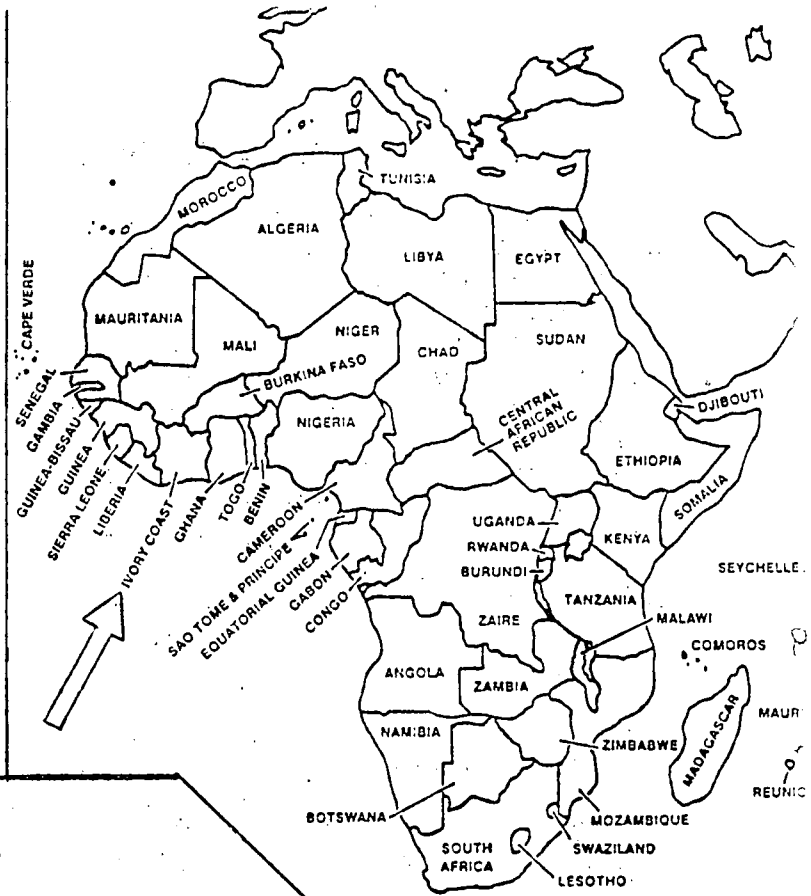 TUNISIA
MOROCCO
ALGERIA
LIBYA
EGYPT
CAPE VERDE
MAURITANIA
MALI
NIGER
CHAD
SUDAN
BURKINA FASO
SENEGAL
GAMBIA
GUINEA-BISSAU
GUINEA
SIERRA LEONE
LIBERIA
IVORY COAST
GHANA
TOGO
BENIN
NIGERIA
CENTRAL
AFRICAN
REPUBLIC
DJIBOUTI
ETHIOPIA
SOMALIA
CAMEROON
SAO TOME & PRINCIPE
EQUATORIAL GUINEA
GABON
CONGO
UGANDA
RWANDA
BURUNDI
KENYA
SEYCHELLE
TANZANIA
ZAIRE
MALAWI
COMOROS
ANGOLA
ZAMBIA
MADAGASCAR
MAUR
NAMIBIA
ZIMBABWE
REUNIO
BOTSWANA
MOZAMBIQUE
SOUTH
AFRICA
SWAZILAND
LESOTHO